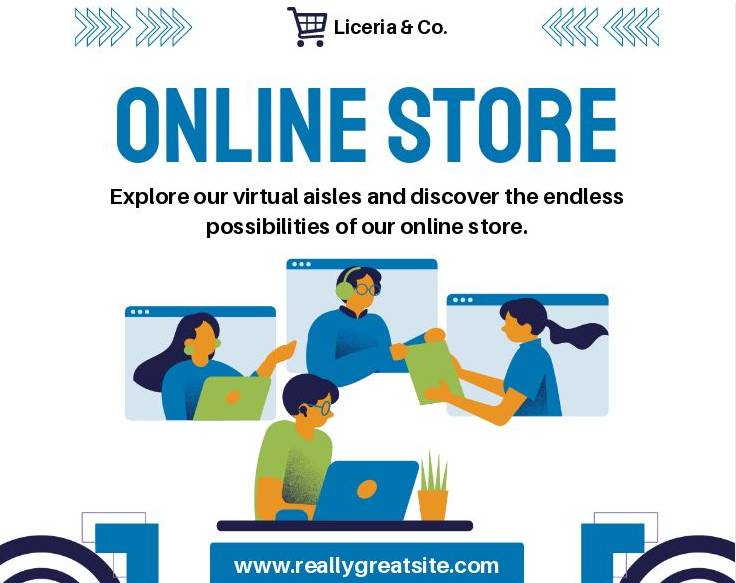 Liceria & Co.
ONLINE STORE
Explore our virtual aisles and discover the endless
possibilities of our online store.
www.reallygreatsite.com